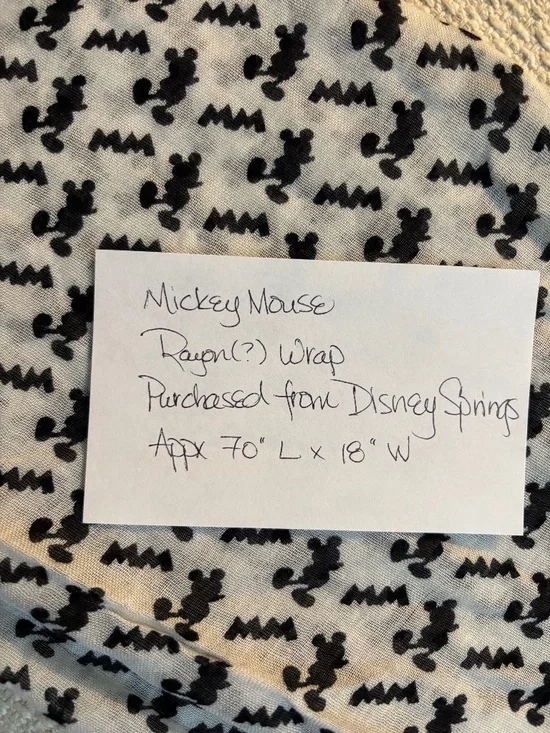 Mickey Mouse
Rayon(?) Wrap
Purchased from Disney Springs
Appx 70" L x 18" W